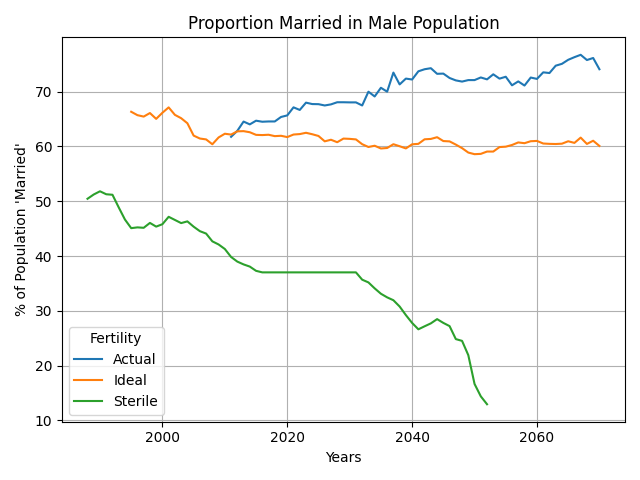 Proportion Married in Male Population
% of Population 'Married'
70
60
50
40
30
20
10
Fertility
Actual
Ideal
Sterile
2000
2020
2040
2060
Years